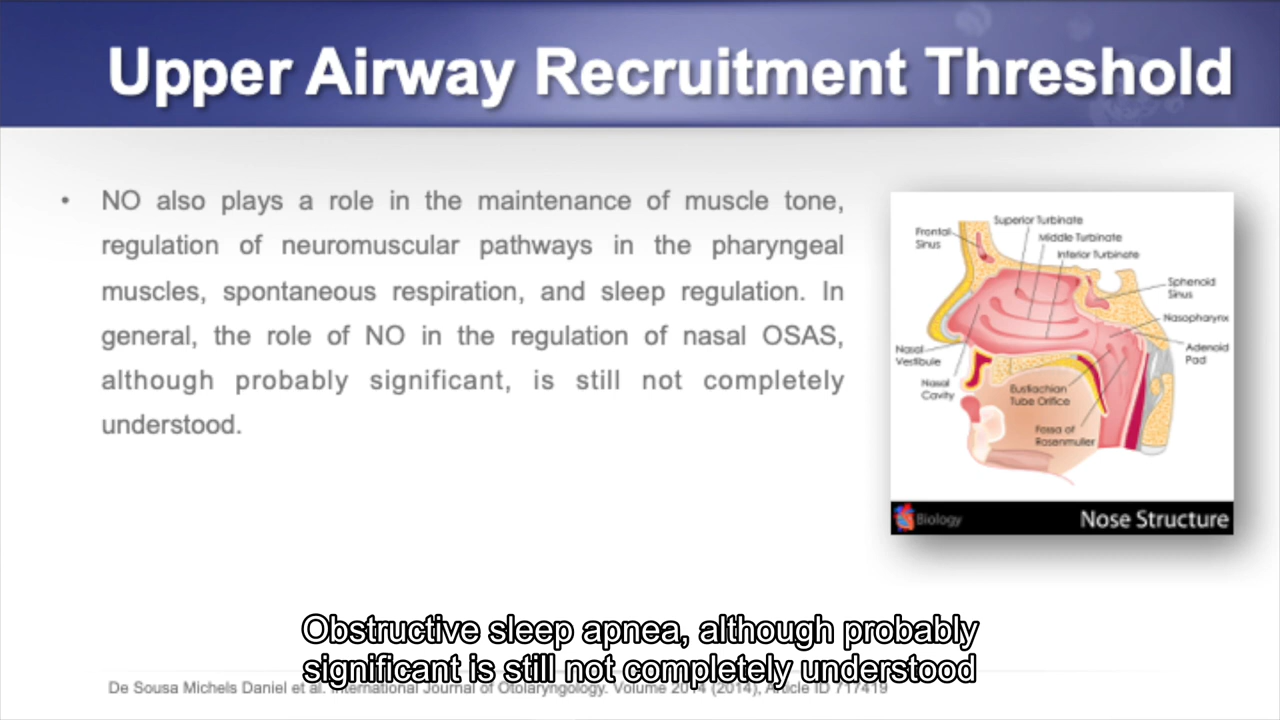 Upper Airway Recruitment Threshold
• NO also plays a role in the maintenance of muscle tone,
regulation of neuromuscular pathways in the pharyngeal
muscles, spontaneous respiration, and sleep regulation. In
general, the role of NO in the regulation of nasal OSAS,
although probably significant, is still not completely
understood.
Superior Turbinate
Frontal
Sinus
Middle Turbinate
Inferior Turbinate
Sphenoid
Sinus
Nasopharynx
Nasal
Vestibule
Adenoid
Pad
Nasal
Cavity
Eustiachian
Tube Orifice
Fossa of
Rosenmuller
Biology
Nose Structure
Obstructive sleep apnea, although probably
significant is still not completely understood
De Sousa Michels Daniel et al. International Journal of Otolaryngology. Volume 2014 (2014), Article ID 717419